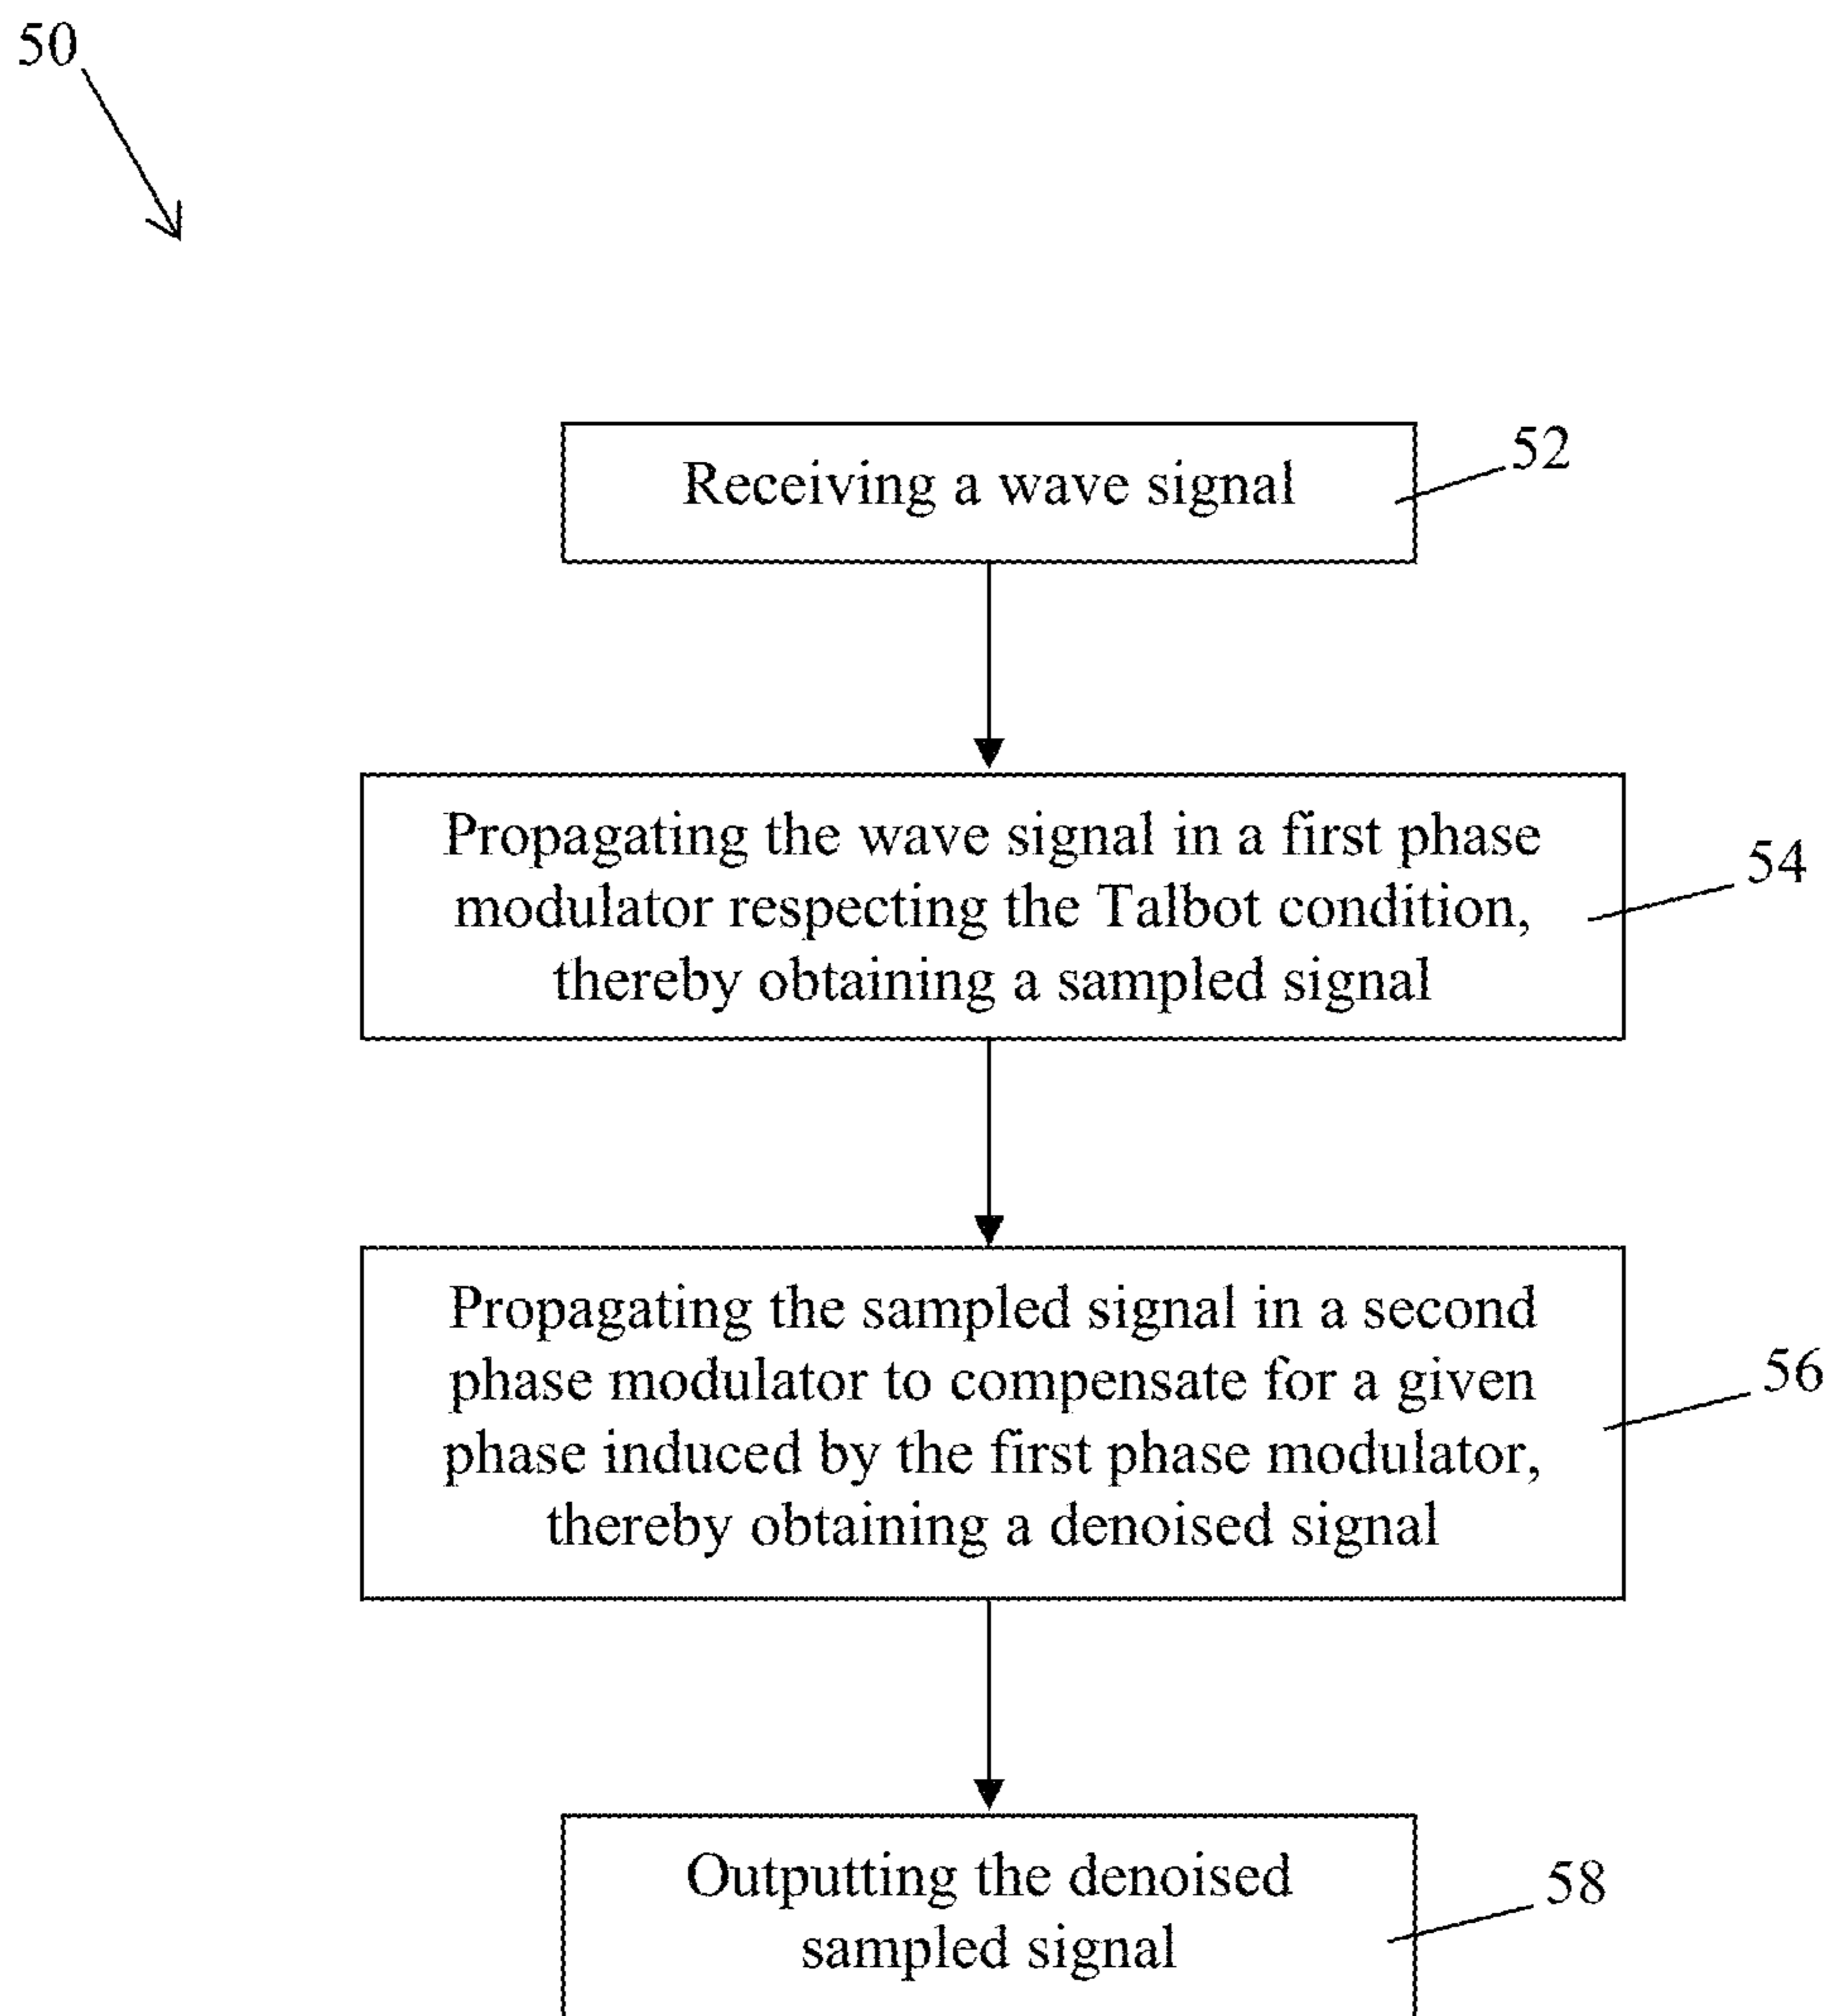 50
Receiving a wave signal
52
Propagating the wave signal in a first phase
modulator respecting the Talbot condition,
thereby obtaining a sampled signal
54
Propagating the sampled signal in a second
phase modulator to compensate for a given
phase induced by the first phase modulator,
thereby obtaining a denoised signal
56
Outputting the denoised
sampled signal
58